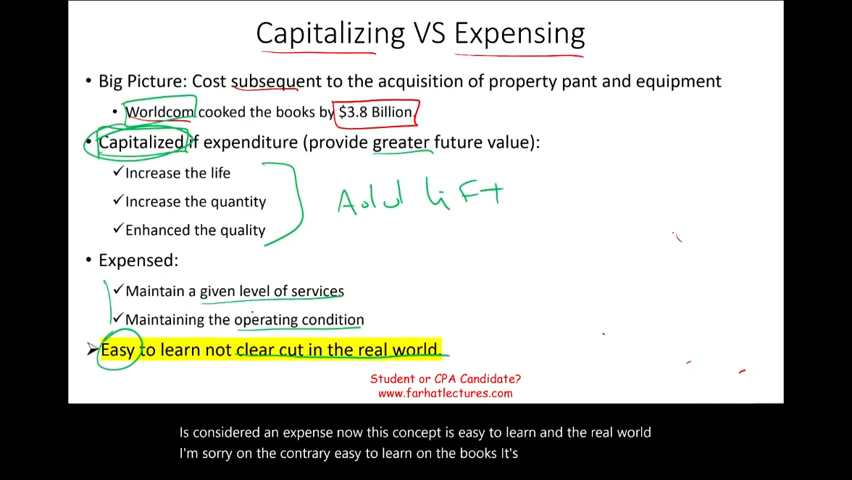 Capitalizing VS Expensing
• Big Picture: Cost subsequent to the acquisition of property pant and equipment
• Worldcom cooked the books by $3.8 Billion.
• Capitalized if expenditure (provide greater future value):
✓Increase the life
✓Increase the quantity
✓Enhanced the quality
Add LiFt
• Expensed:
✓Maintain a given level of services
✓Maintaining the operating condition
➢Easy to learn not clear cut in the real world.
Student or CPA Candidate?
www.farhatlectures.com
Is considered an expense now this concept is easy to learn and the real world
I'm sorry on the contrary easy to learn on the books It's